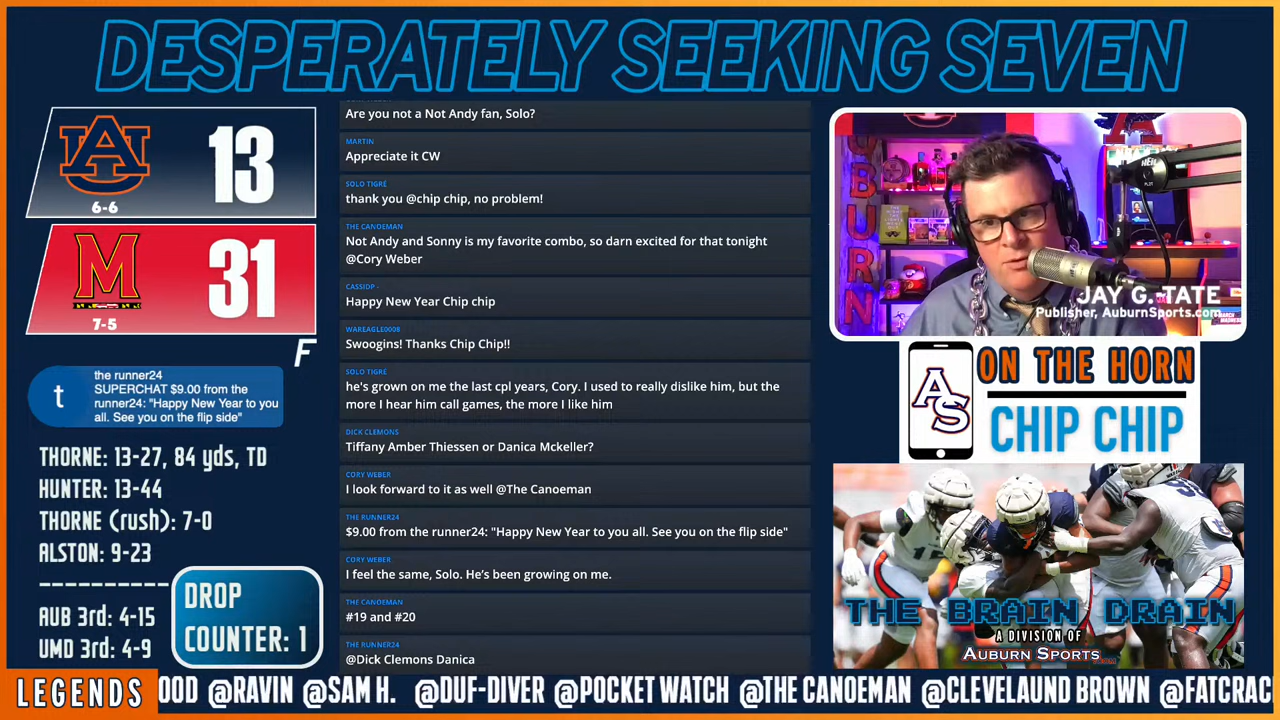 DESPERATELY SEEKING SEVEN
AU
13
6-6
M
31
7-5
F
t
the runner24
SUPERCHAT $9.00 from the
runner24: "Happy New Year to you
all. See you on the flip side"
THORNE: 13-27, 84 yds, TD
HUNTER: 13-44
THORNE (rush): 7-0
ALSTON: 9-23
----------
AUB 3rd: 4-15
UMD 3rd: 4-9
DROP
COUNTER: 1
Are you not a Not Andy fan, Solo?
MARTIN
Appreciate it CW
SOLO TIGRÉ
thank you @chip chip, no problem!
THE CANOEMAN
Not Andy and Sonny is my favorite combo, so darn excited for that tonight
@Cory Weber
CASSIDP -
Happy New Year Chip chip
WAREAGLE0008
Swoogins! Thanks Chip Chip!!
SOLO TIGRÉ
he's grown on me the last cpl years, Cory. I used to really dislike him, but the
more I hear him call games, the more I like him
DICK CLEMONS
Tiffany Amber Thiessen or Danica Mckeller?
CORY WEBER
I look forward to it as well @The Canoeman
THE RUNNER24
$9.00 from the runner24: "Happy New Year to you all. See you on the flip side"
CORY WEBER
I feel the same, Solo. He's been growing on me.
THE CANOEMAN
#19 and #20
THE RUNNER24
@Dick Clemons Danica
JAY G. TATE
Publisher, AuburnSports.com
AS
ON THE HORN
CHIP CHIP
THE BRAIN DRAIN
A DIVISION OF
AUBURN SPORTS
LEGENDS
OOD @RAVIN @SAM H. @DUF-DIVER @POCKET WATCH @THE CANOEMAN @CLEVELAUND BROWN @FATCRAC